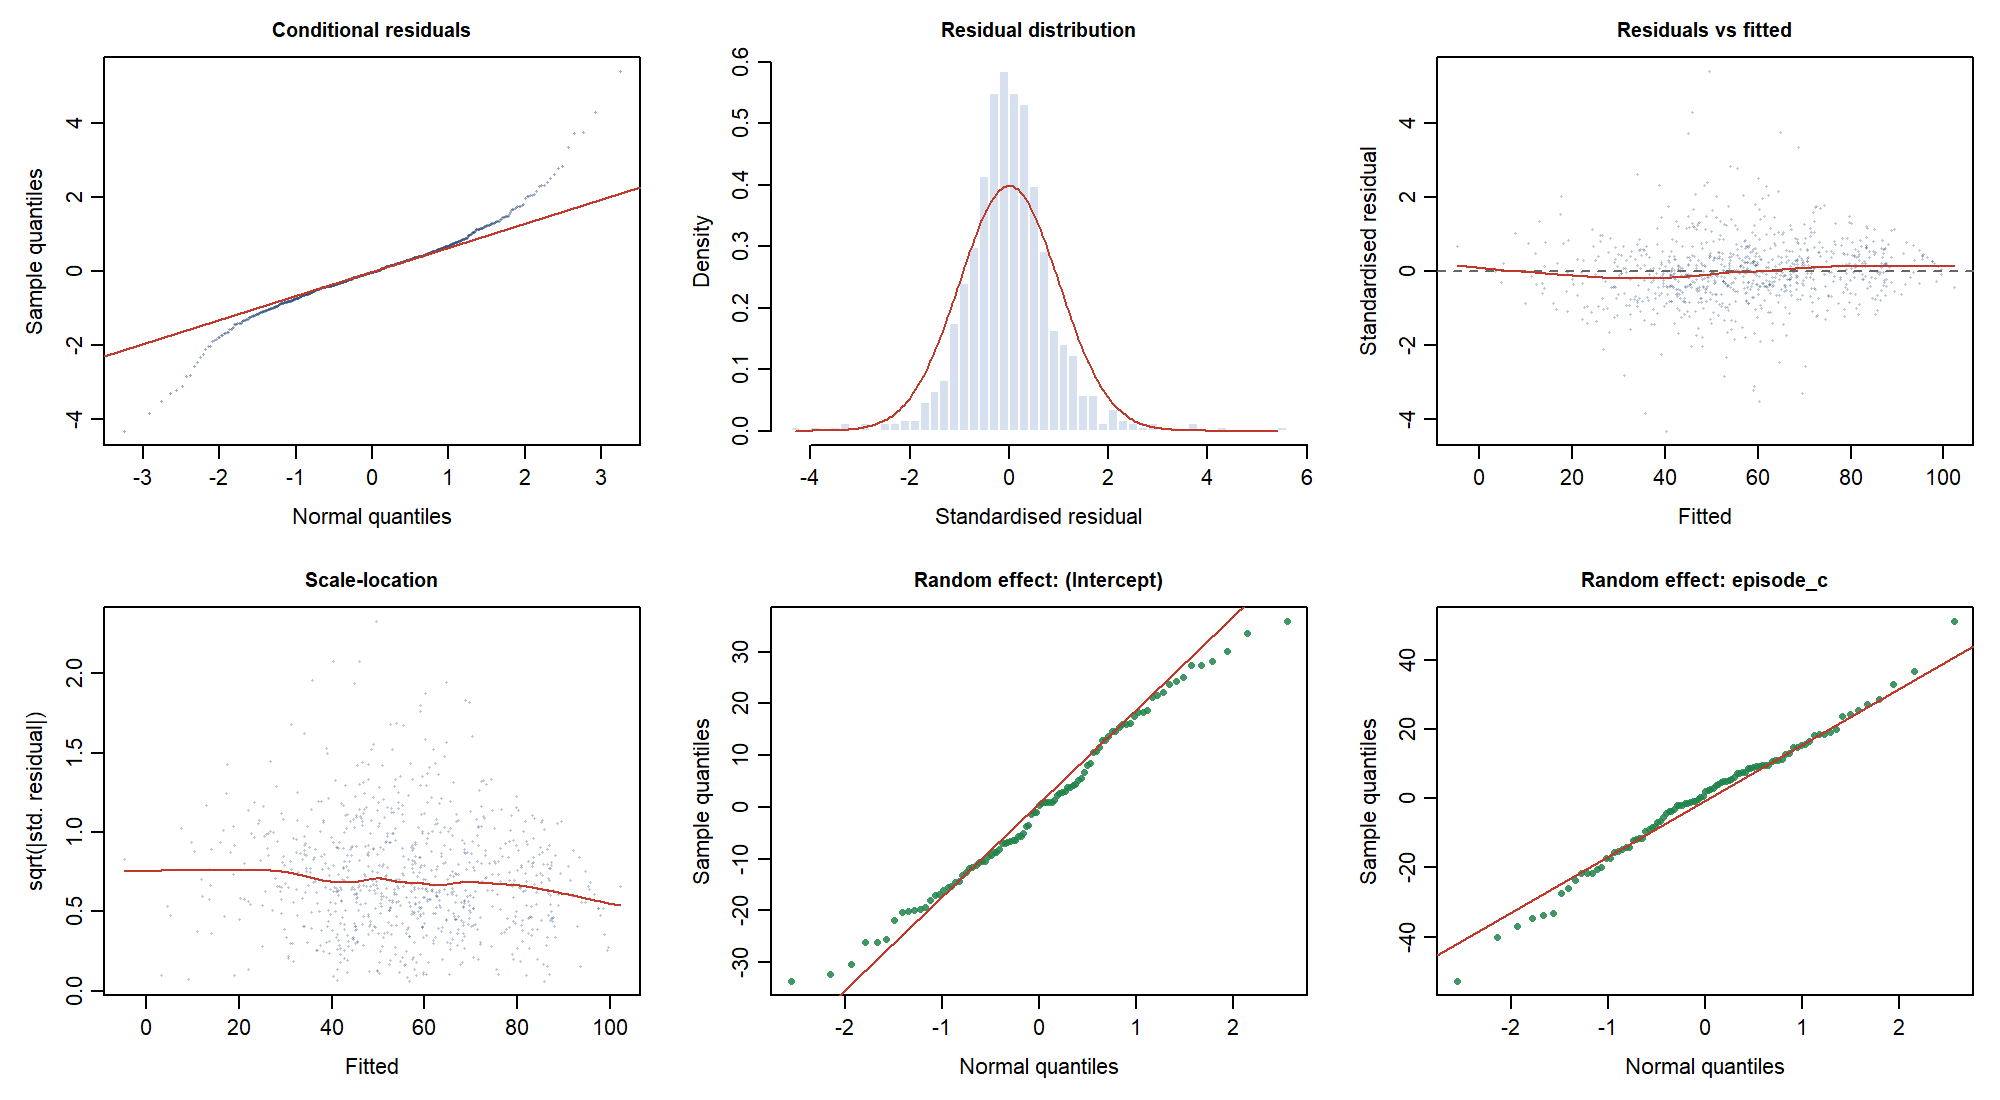 Conditional residuals
Sample quantiles
4
2
0
-2
-4
-3 -2 -1 0 1 2 3
Normal quantiles
Residual distribution
Density
0.6
0.5
0.4
0.3
0.2
0.1
0.0
-4 -2 0 2 4 6
Standardised residual
Residuals vs fitted
Standardised residual
4
2
0
-2
-4
0 20 40 60 80 100
Fitted
Scale-location
sqrt(|std. residual|)
2.0
1.5
1.0
0.5
0.0
0 20 40 60 80 100
Fitted
Random effect: (Intercept)
Sample quantiles
30
20
10
0
-10
-20
-30
-2 -1 0 1 2
Normal quantiles
Random effect: episode_c
Sample quantiles
40
20
0
-20
-40
-2 -1 0 1 2
Normal quantiles